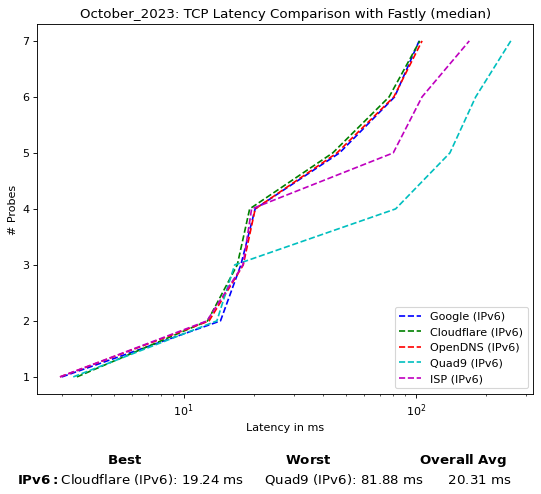 October_2023: TCP Latency Comparison with Fastly (median)
7
6
5
4
3
2
1
# Probes
10¹
10²
Latency in ms
Google (IPv6)
Cloudflare (IPv6)
OpenDNS (IPv6)
Quad9 (IPv6)
ISP (IPv6)
Best Worst Overall Avg
IPv6: Cloudflare (IPv6): 19.24 ms Quad9 (IPv6): 81.88 ms 20.31 ms